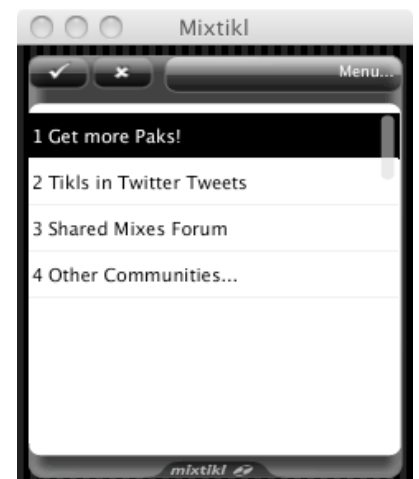 Mixtikl
Menu...
1 Get more Paks!
2 Tikls in Twitter Tweets
3 Shared Mixes Forum
4 Other Communities...
mixtikl